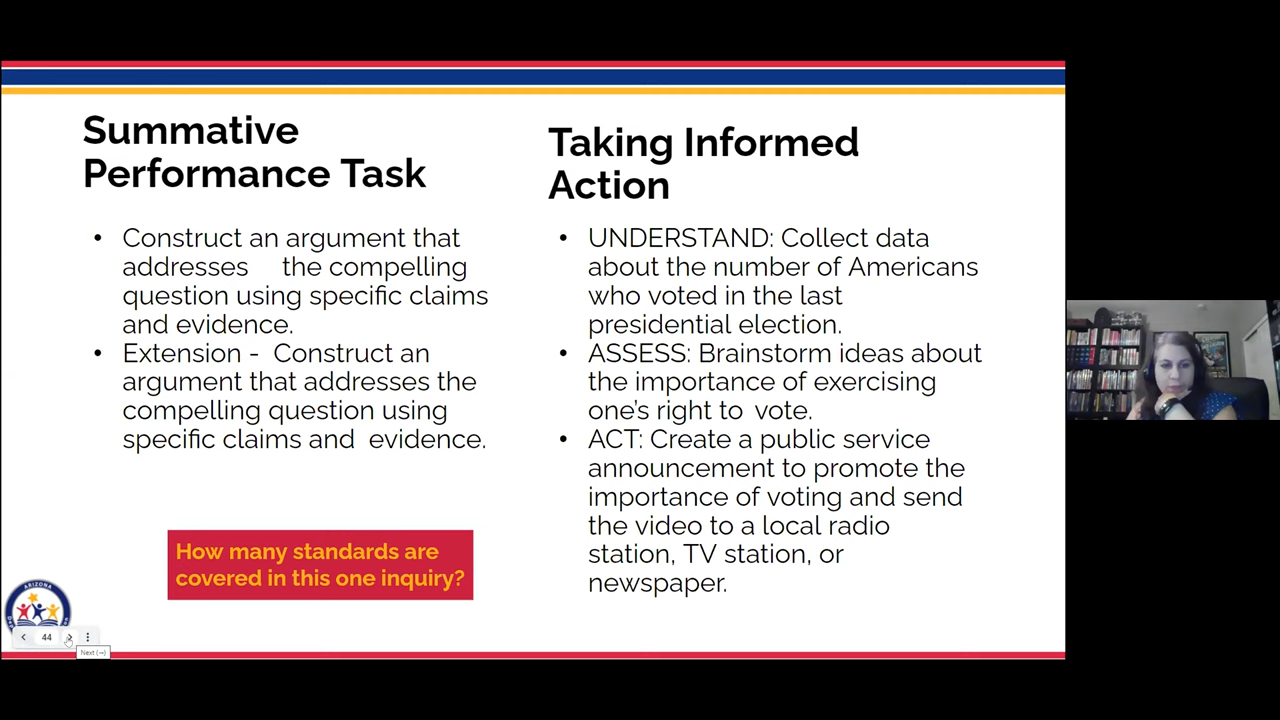 Summative
Performance Task
• Construct an argument that
addresses the compelling
question using specific claims
and evidence.
• Extension - Construct an
argument that addresses the
compelling question using
specific claims and evidence.
How many standards are
covered in this one inquiry?
Taking Informed
Action
• UNDERSTAND: Collect data
about the number of Americans
who voted in the last
presidential election.
• ASSESS: Brainstorm ideas about
the importance of exercising
one's right to vote.
• ACT: Create a public service
announcement to promote the
importance of voting and send
the video to a local radio
station, TV station, or
newspaper.
ARIZONA
44
Next (→)